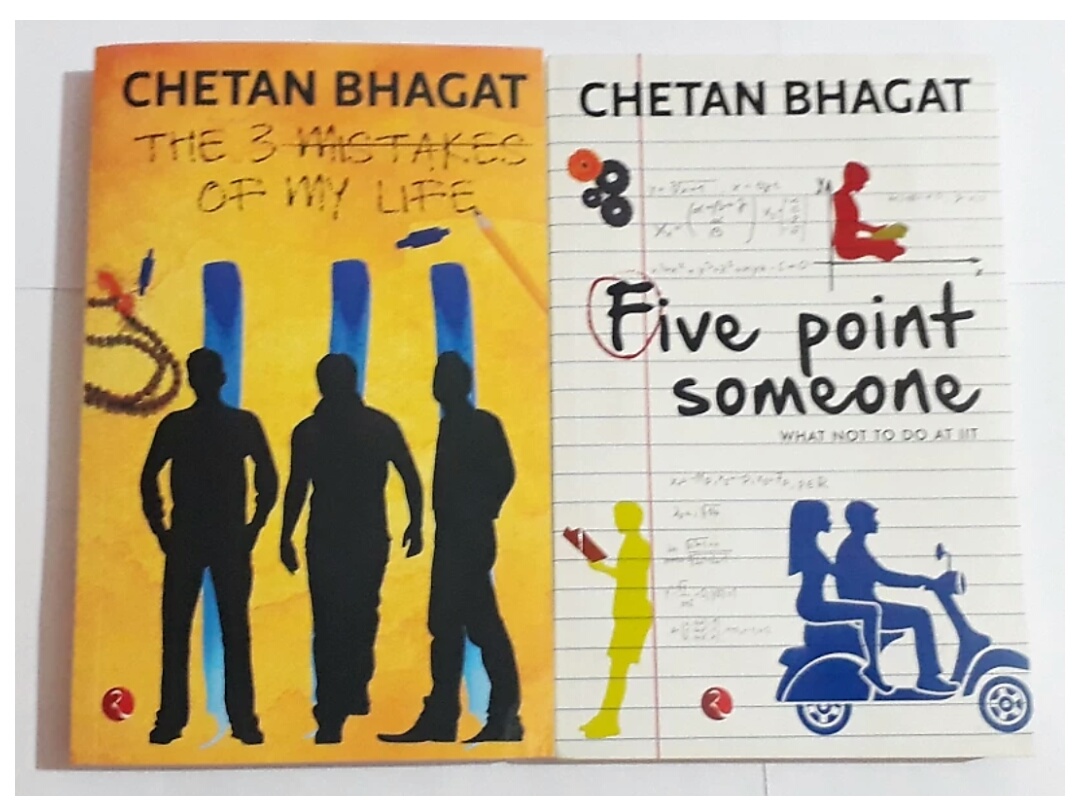 CHETAN BHAGAT
THE 3 MISTAKES
OF MY LIFE
CHETAN BHAGAT
Five point
someone
WHAT NOT TO DO AT IIT